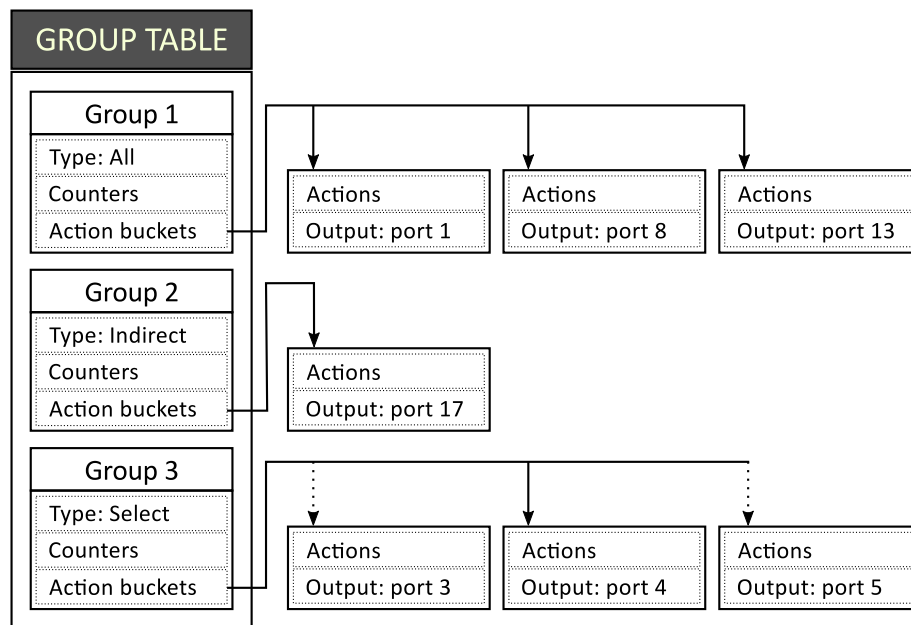 GROUP TABLE
Group 1
Type: All
Counters
Action buckets
Actions
Output: port 1
Actions
Output: port 8
Actions
Output: port 13
Group 2
Type: Indirect
Counters
Action buckets
Actions
Output: port 17
Group 3
Type: Select
Counters
Action buckets
Actions
Output: port 3
Actions
Output: port 4
Actions
Output: port 5